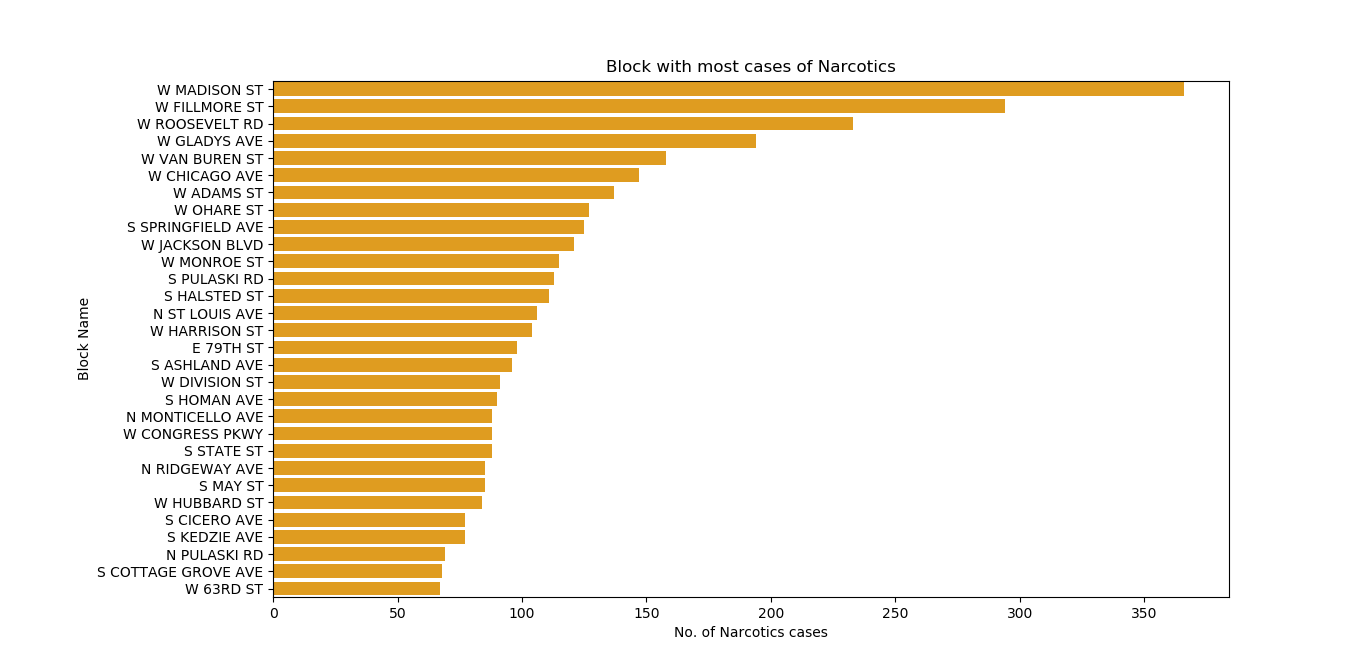 Block with most cases of Narcotics
W MADISON ST
W FILLMORE ST
W ROOSEVELT RD
W GLADYS AVE
W VAN BUREN ST
W CHICAGO AVE
W ADAMS ST
W OHARE ST
S SPRINGFIELD AVE
W JACKSON BLVD
W MONROE ST
S PULASKI RD
S HALSTED ST
N ST LOUIS AVE
W HARRISON ST
E 79TH ST
S ASHLAND AVE
W DIVISION ST
S HOMAN AVE
N MONTICELLO AVE
W CONGRESS PKWY
S STATE ST
N RIDGEWAY AVE
S MAY ST
W HUBBARD ST
S CICERO AVE
S KEDZIE AVE
N PULASKI RD
S COTTAGE GROVE AVE
W 63RD ST
Block Name
0 50 100 150 200 250 300 350
No. of Narcotics cases